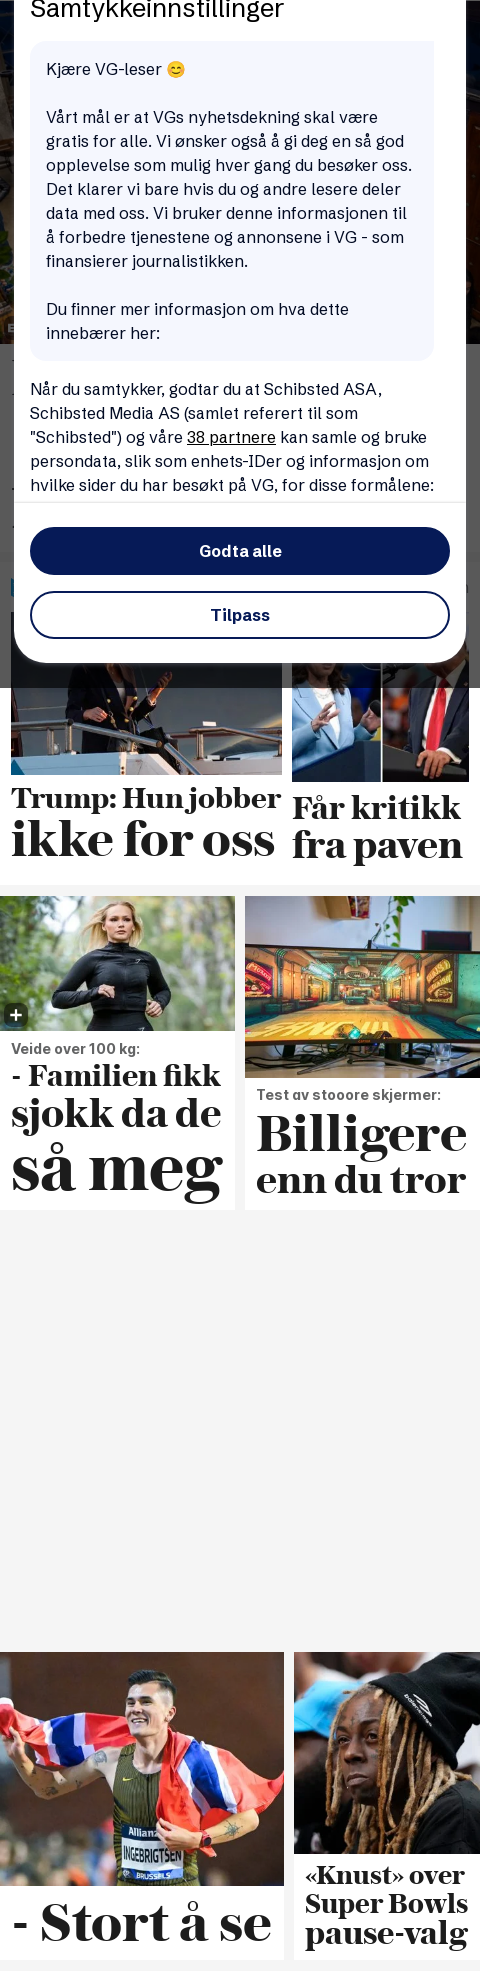 Samtykkeinnstillinger
Kjære VG-leser 😊
Vårt mål er at VGs nyhetsdekning skal være
gratis for alle. Vi ønsker også å gi deg en så god
opplevelse som mulig hver gang du besøker oss.
Det klarer vi bare hvis du og andre lesere deler
data med oss. Vi bruker denne informasjonen til
å forbedre tjenestene og annonsene i VG - som
finansierer journalistikken.
Du finner mer informasjon om hva dette
innebærer her:
Når du samtykker, godtar du at Schibsted ASA,
Schibsted Media AS (samlet referert til som
"Schibsted") og våre 38 partnere kan samle og bruke
persondata, slik som enhets-IDer og informasjon om
hvilke sider du har besøkt på VG, for disse formålene:
Godta alle
Tilpass
Trump: Hun jobber
ikke for oss
Får kritikk
fra paven
Veide over 100 kg:
- Familien fikk
sjokk da de
så meg
Test av stooore skjermer:
Billigere
enn du tror
Allianz
INGEBRIGTSEN
BRUSSELS
- Stort å se
«Knust» over
Super Bowls
pause-valg